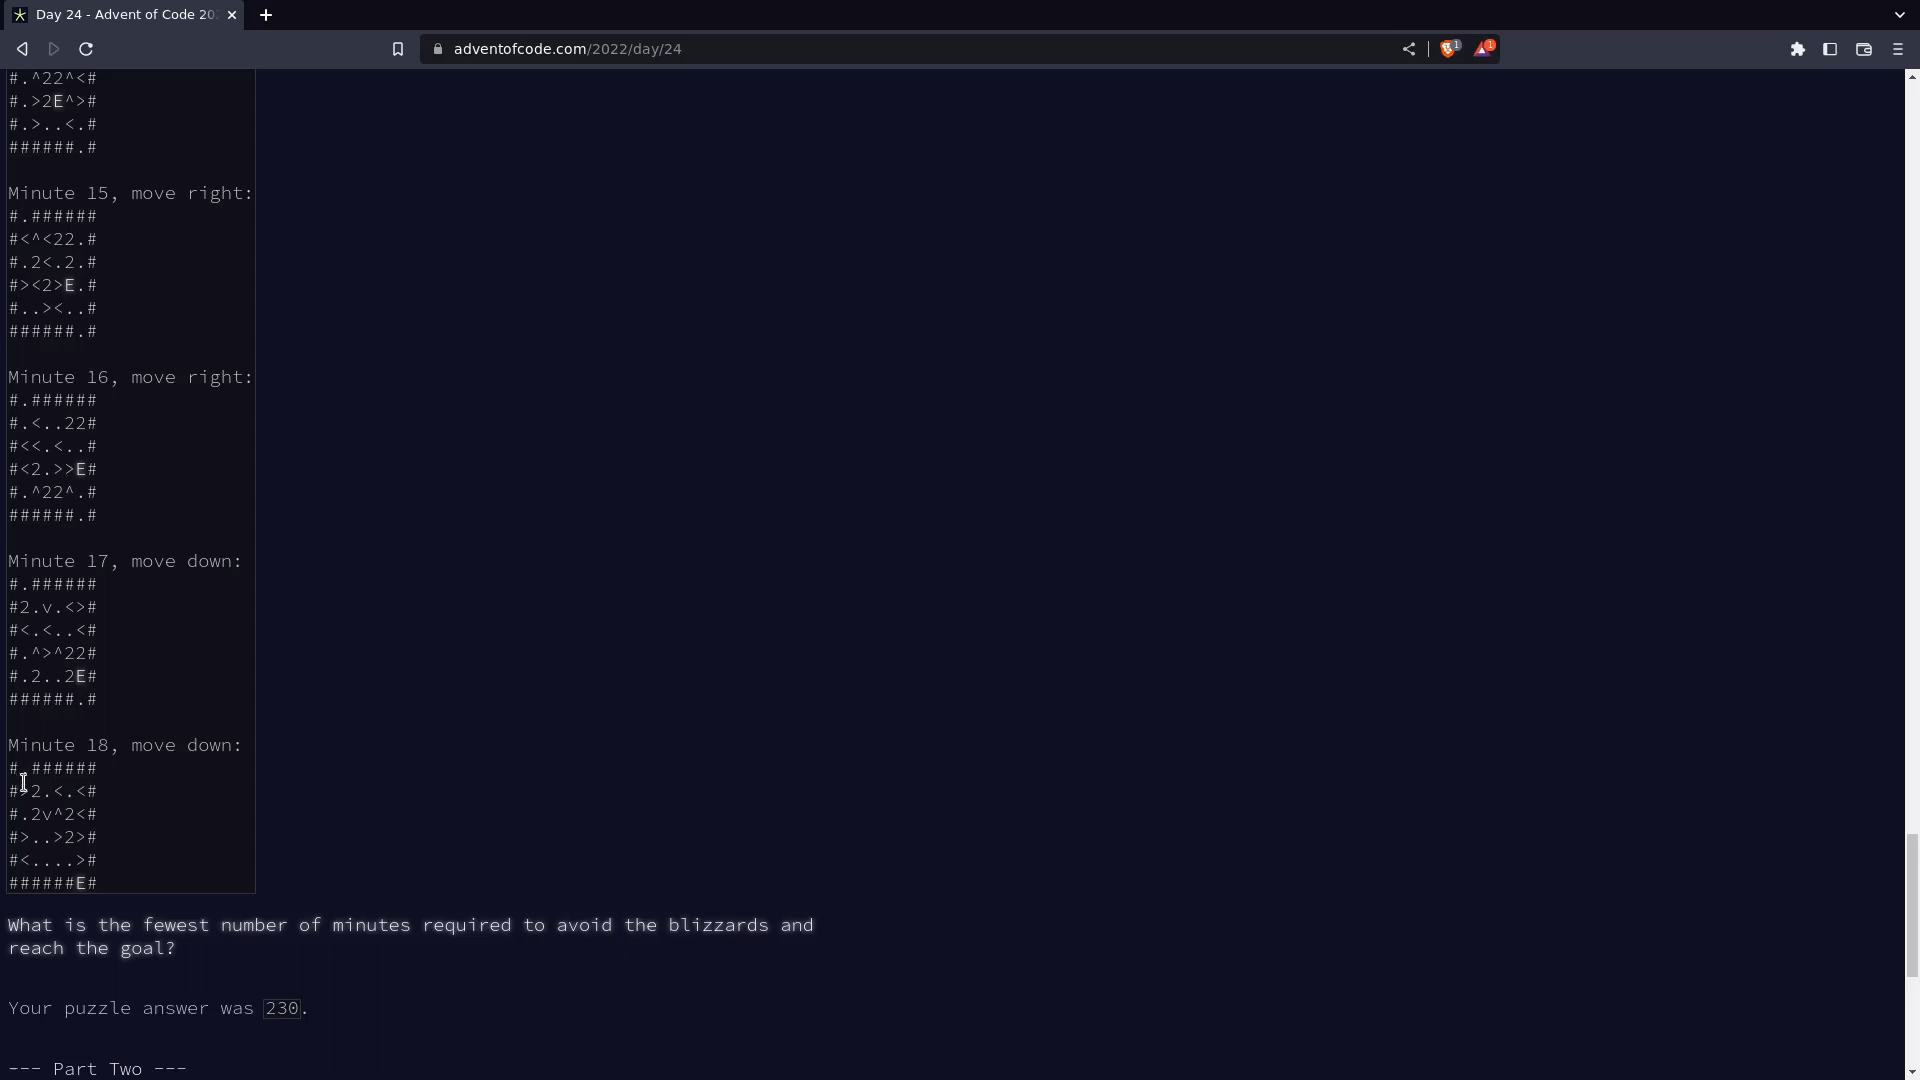 Day 24 - Advent of Code 20
adventofcode.com/2022/day/24
1
1
#.^22^<#
#.>2E^>#
#.>..<.#
######.#
Minute 15, move right:
#.######
#<^<22.#
#.2<.2.#
#><2>E.#
#..><..#
######.#
Minute 16, move right:
#.######
#.<..22#
#<<.<..#
#<2.>>E#
#.^22^.#
######.#
Minute 17, move down:
#.######
#2.v.<>#
#<.<..<#
#.^>^22#
#.2..2E#
######.#
Minute 18, move down:
#.######
#>2.<.<#
#.2v^2<#
#>..>2>#
#<....>#
######E#
What is the fewest number of minutes required to avoid the blizzards and
reach the goal?
Your puzzle answer was 230.
--- Part Two ---